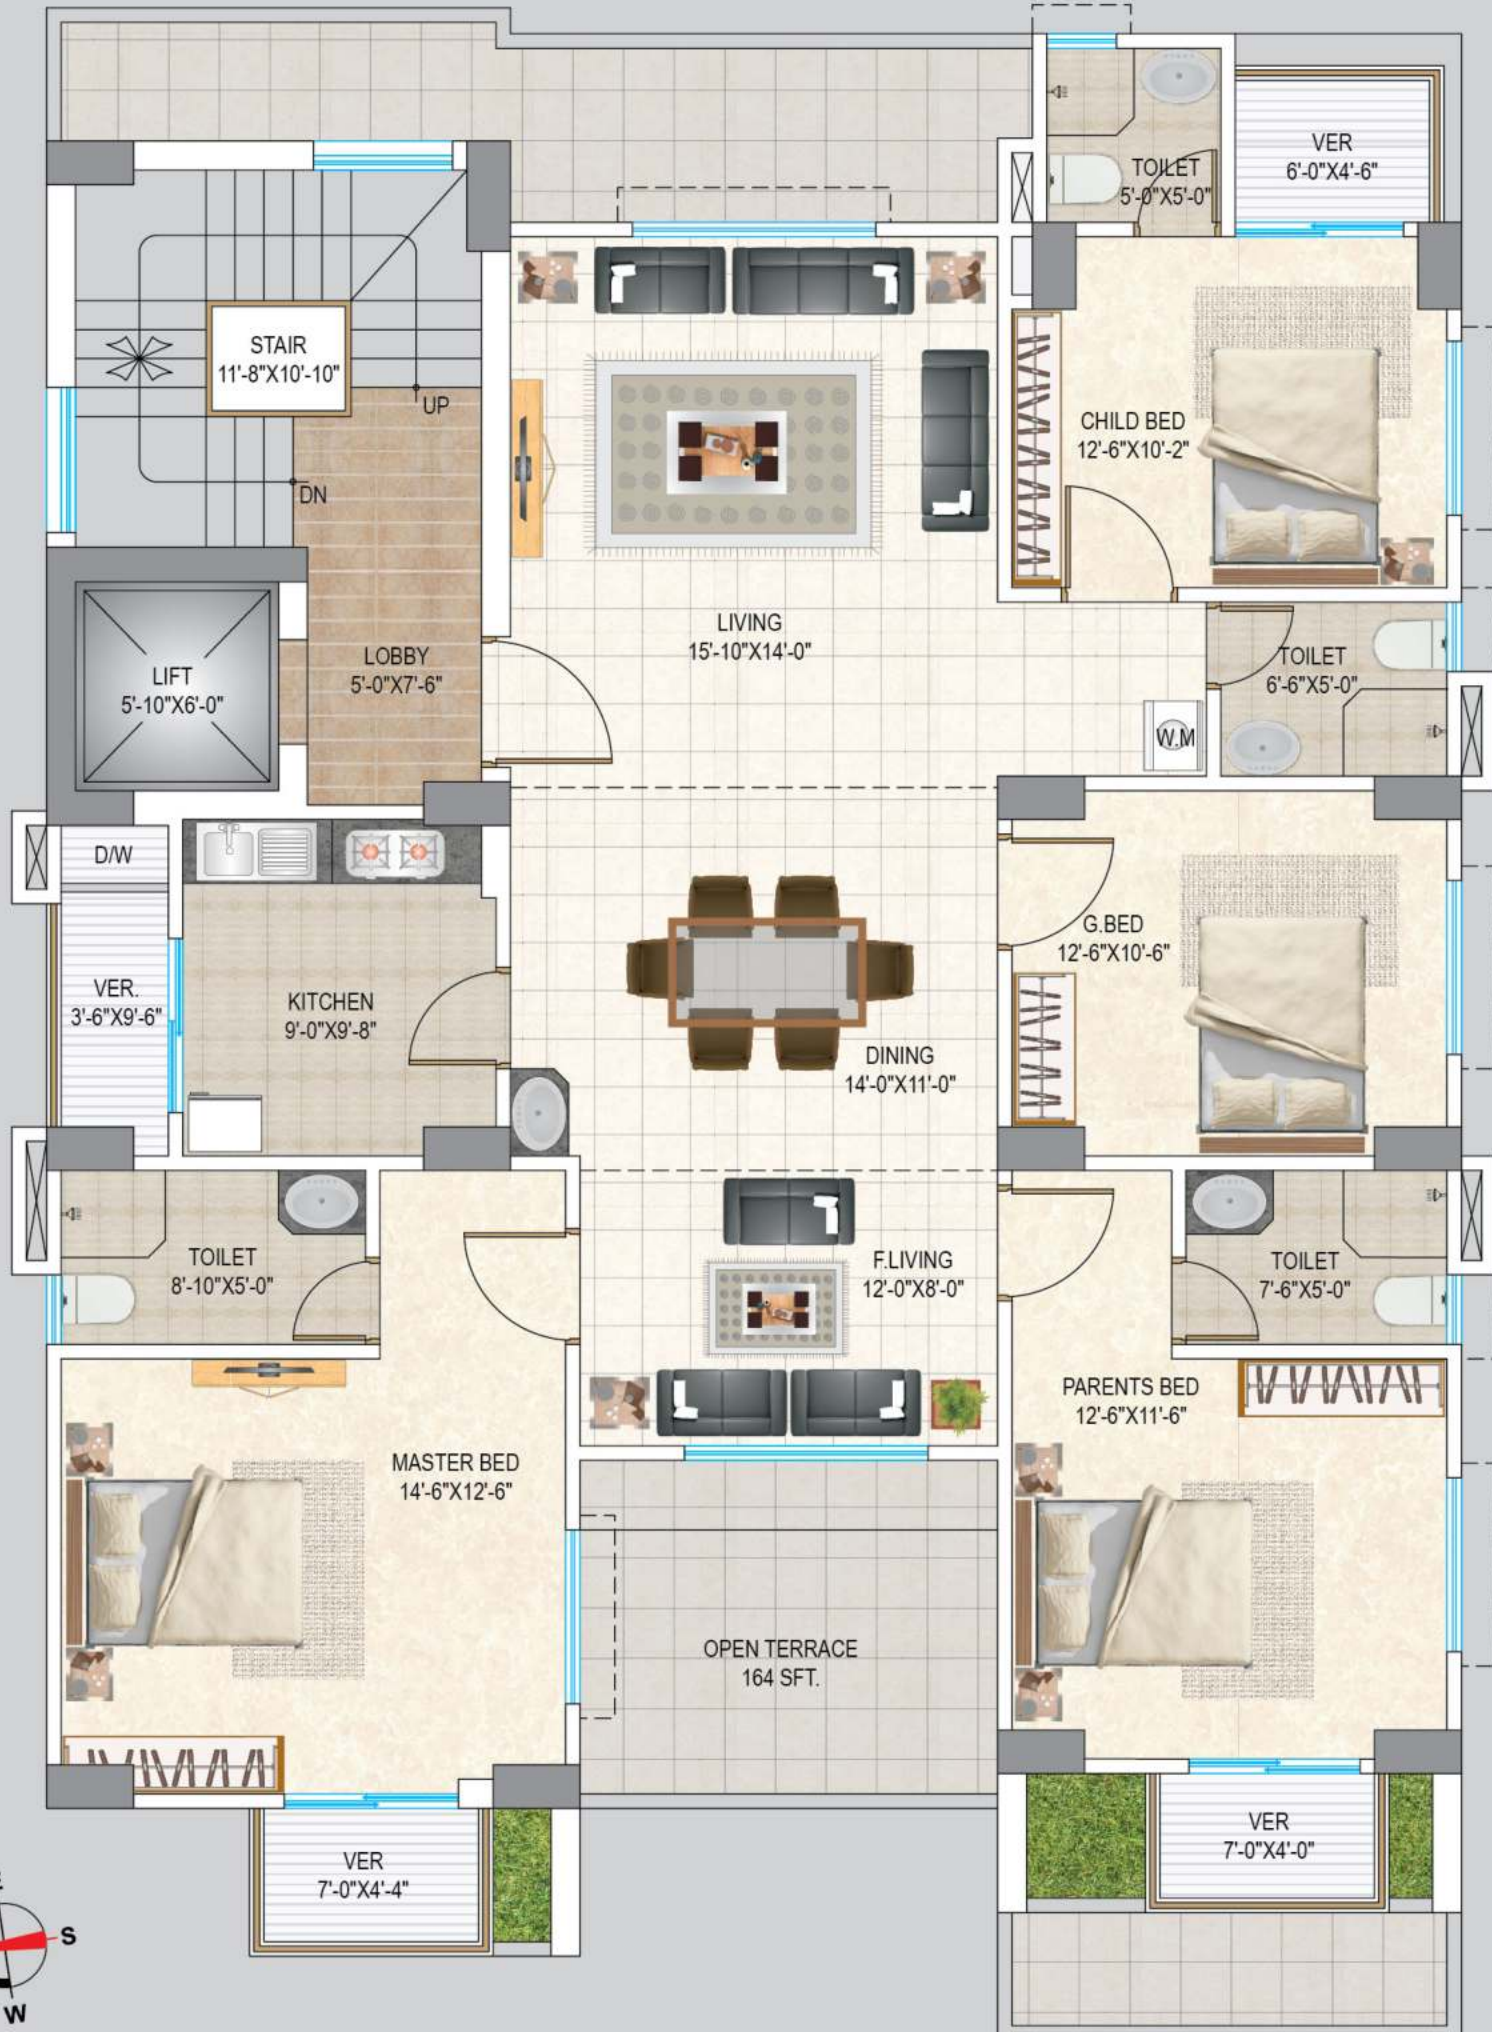 TOILET
5'-0"X5'-0"
VER
6'-0"X4'-6"
STAIR
11'-8"X10'-10"
UP
DN
CHILD BED
12'-6"X10'-2"
LIVING
15'-10"X14'-0"
LOBBY
5'-0"X7'-6"
LIFT
5'-10"X6'-0"
TOILET
6'-6"X5'-0"
W.M
D/W
G.BED
12'-6"X10'-6"
VER.
3'-6"X9'-6"
KITCHEN
9'-0"X9'-8"
DINING
14'-0"X11'-0"
TOILET
8'-10"X5'-0"
F.LIVING
12'-0"X8'-0"
TOILET
7'-6"X5'-0"
PARENTS BED
12'-6"X11'-6"
MASTER BED
14'-6"X12'-6"
OPEN TERRACE
164 SFT.
VER
7'-0"X4'-4"
VER
7'-0"X4'-0"
S
W